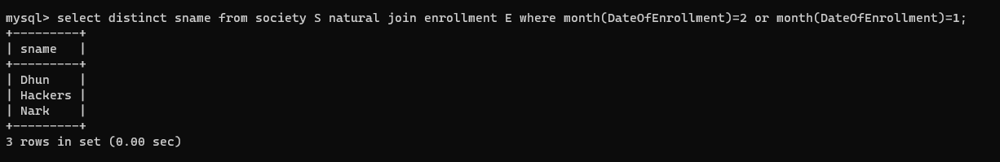 mysql> select distinct sname from society S natural join enrollment E where month(DateOfEnrollment)=2 or month(DateOfEnrollment)=1;
+---------+
| sname   |
+---------+
| Dhun    |
| Hackers |
| Nark    |
+---------+
3 rows in set (0.00 sec)